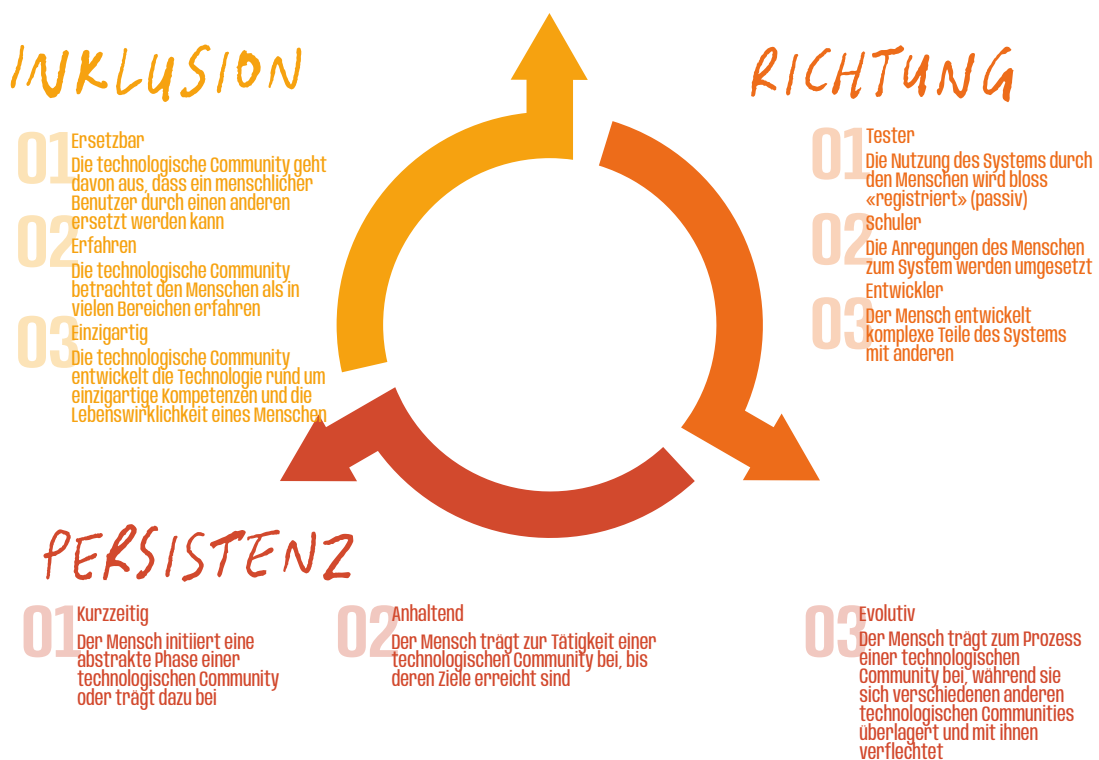 INKLUSION
01
Ersetzbar
Die technologische Community geht
davon aus, dass ein menschlicher
Benutzer durch einen anderen
ersetzt werden kann
02
Erfahren
Die technologische Community
betrachtet den Menschen als in
vielen Bereichen erfahren
03
Einzigartig
Die technologische Community
entwickelt die Technologie rund um
einzigartige Kompetenzen und die
Lebenswirklichkeit eines Menschen
RICHTUNG
01
Tester
Die Nutzung des Systems durch
den Menschen wird bloss
«registriert» (passiv)
02
Schuler
Die Anregungen des Menschen
zum System werden umgesetzt
03
Entwickler
Der Mensch entwickelt
komplexe Teile des Systems
mit anderen
PERSISTENZ
01
Kurzzeitig
Der Mensch initiiert eine
abstrakte Phase einer
technologischen Community
oder trägt dazu bei
02
Anhaltend
Der Mensch trägt zur Tätigkeit einer
technologischen Community bei, bis
deren Ziele erreicht sind
03
Evolutiv
Der Mensch trägt zum Prozess
einer technologischen
Community bei, während sie
sich verschiedenen anderen
technologischen Communities
überlagert und mit ihnen
verflechtet